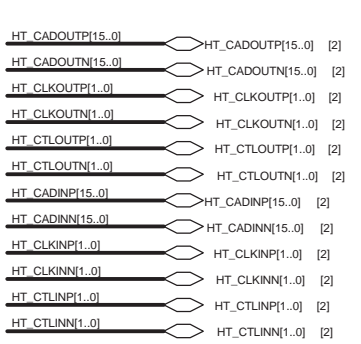 HT_CADOUTP[15..0] HT_CADOUTP[15..0] [2]
HT_CADOUTN[15..0] HT_CADOUTN[15..0] [2]
HT_CLKOUTP[1..0] HT_CLKOUTP[1..0] [2]
HT_CLKOUTN[1..0] HT_CLKOUTN[1..0] [2]
HT_CTLOUTP[1..0] HT_CTLOUTP[1..0] [2]
HT_CTLOUTN[1..0] HT_CTLOUTN[1..0] [2]
HT_CADINP[15..0] HT_CADINP[15..0] [2]
HT_CADINN[15..0] HT_CADINN[15..0] [2]
HT_CLKINP[1..0] HT_CLKINP[1..0] [2]
HT_CLKINN[1..0] HT_CLKINN[1..0] [2]
HT_CTLINP[1..0] HT_CTLINP[1..0] [2]
HT_CTLINN[1..0] HT_CTLINN[1..0] [2]